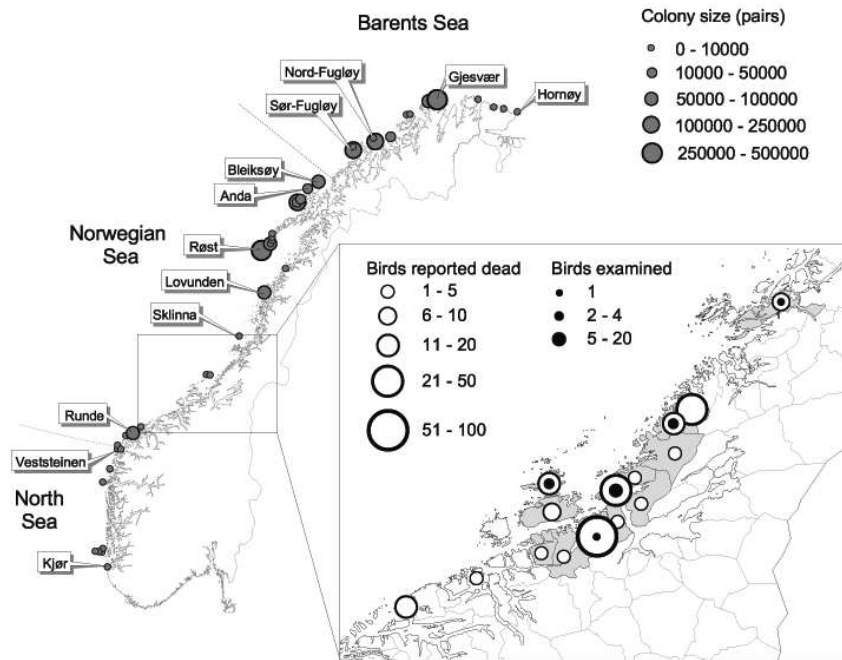 Barents Sea
Colony size (pairs)
0 - 10000
10000 - 50000
50000 - 100000
100000 - 250000
250000 - 500000
Nord-Fugløy
Gjesvær
Sør-Fugløy
Hornøy
Bleiksøy
Anda
Norwegian
Sea
Røst
Lovunden
Sklinna
Runde
Veststeinen
North
Sea
Kjør
Birds reported dead
1 - 5
6 - 10
11 - 20
21 - 50
51 - 100
Birds examined
1
2 - 4
5 - 20